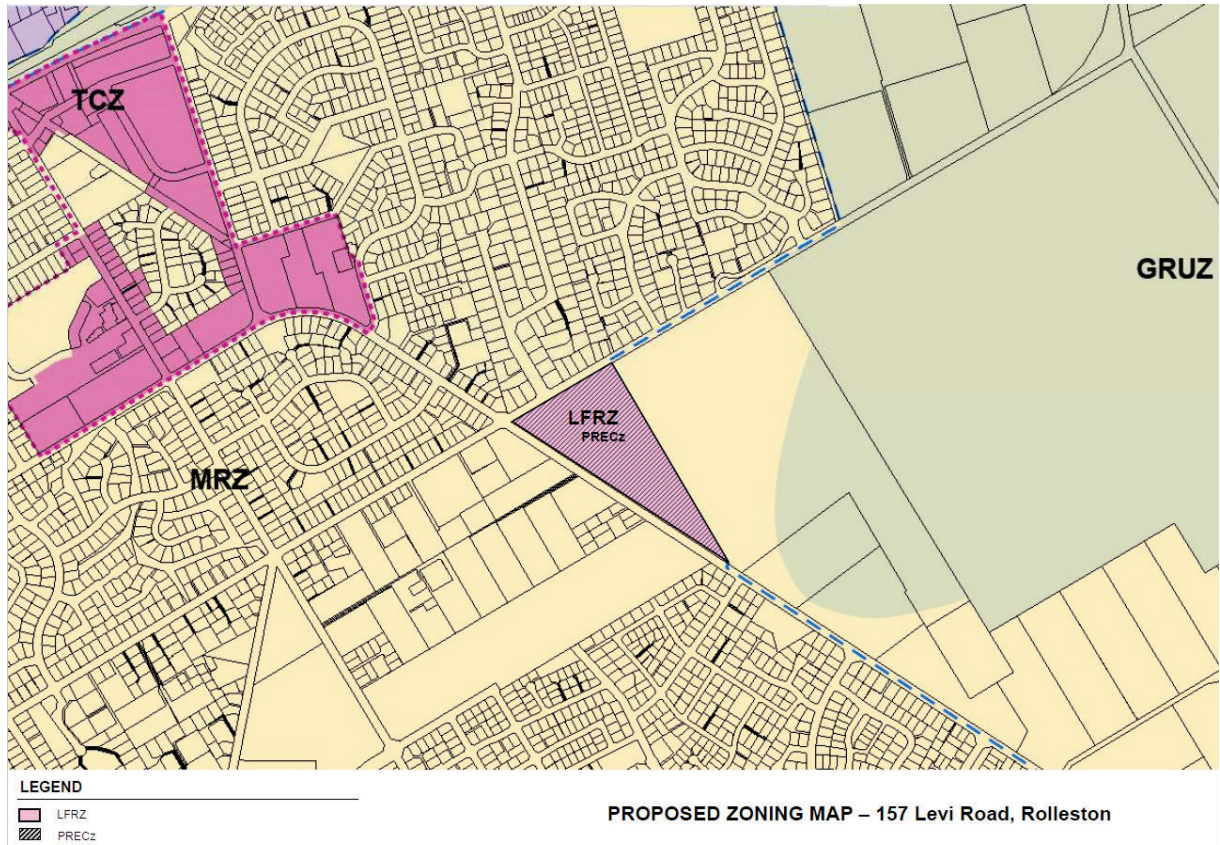 TCZ
GRUZ
LFRZ
PRECz
MRZ
LEGEND
LFRZ
PRECz
PROPOSED ZONING MAP – 157 Levi Road, Rolleston